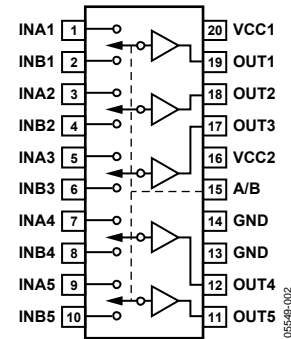 INA1 1 20 VCC1
INB1 2 19 OUT1
INA2 3 18 OUT2
INB2 4 17 OUT3
INA3 5 16 VCC2
INB3 6 15 A/B
INA4 7 14 GND
INB4 8 13 GND
INA5 9 12 OUT4
INB5 10 11 OUT5
05549-002